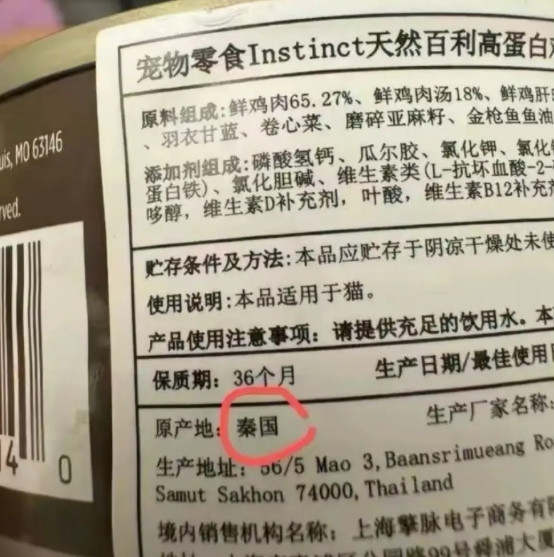 uis, MO 63146
rved.
4 0
宠物零食Instinct天然百利高蛋白
原料组成:鲜鸡肉65.27%、鲜鸡肉汤18%、鲜鸡肝
、羽衣甘蓝、卷心菜、磨碎亚麻籽、金枪鱼鱼油
添加剂组成:磷酸氢钙、瓜尔胶、氯化钾、氯化
蛋白铁)、氯化胆碱、维生素类(L-抗坏血酸-2-
哆醇，维生素D补充剂，叶酸，维生素B12补充
贮存条件及方法:本品应贮存于阴凉干燥处未使
使用说明:本品适用于猫。
产品使用注意事项: 请提供充足的饮用水。本
保质期: 36个月 生产日期/最佳使用日
原产地: 秦国 生产厂家名称:
生产地址: 56/5 Mao 3,Baansrimueang Ro
Samut Sakhon 74000,Thailand
境内销售机构名称: 上海擎脉电子商务有